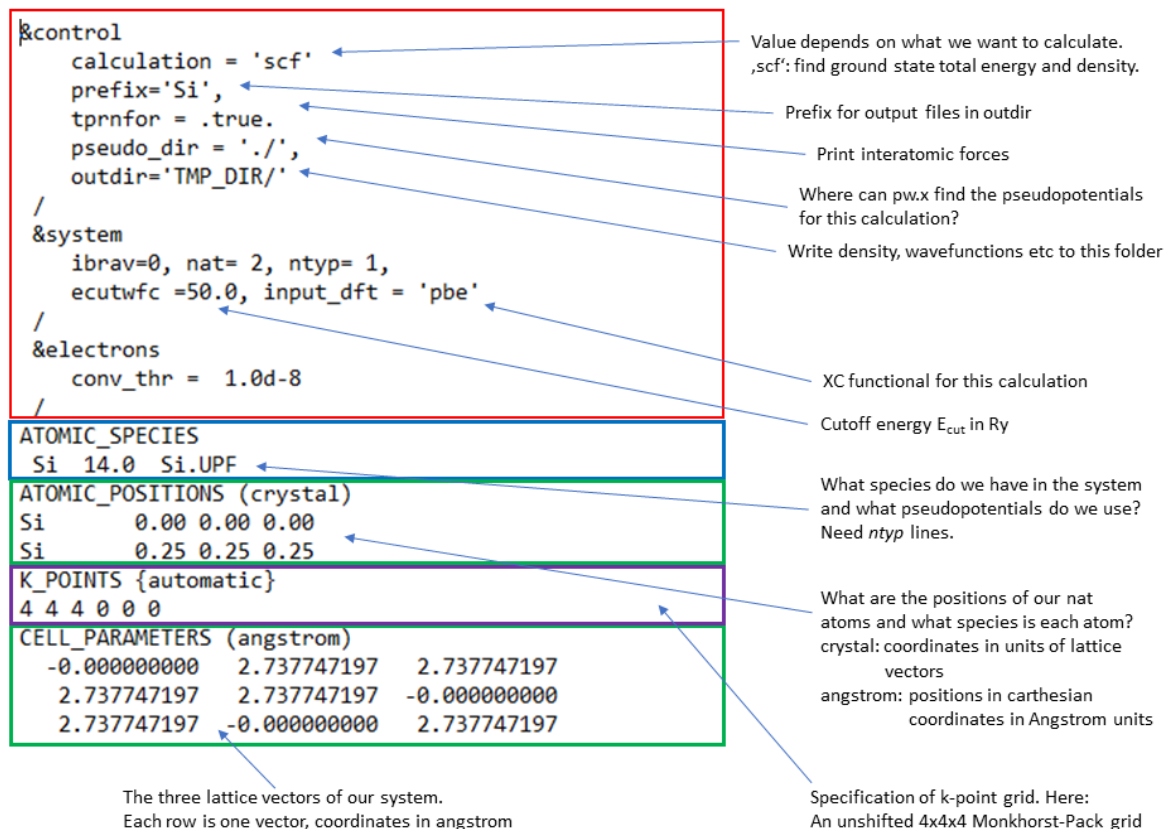 &control
calculation = 'scf'
prefix='Si',
tprnfor = .true.
pseudo_dir = './',
outdir='TMP_DIR/'
/
&system
ibrav=0, nat= 2, ntyp= 1,
ecutwfc =50.0, input_dft = 'pbe'
/
&electrons
conv_thr =  1.0d-8
/
ATOMIC_SPECIES
Si  14.0  Si.UPF
ATOMIC_POSITIONS (crystal)
Si       0.00 0.00 0.00
Si       0.25 0.25 0.25
K_POINTS {automatic}
4 4 4 0 0 0
CELL_PARAMETERS (angstrom)
-0.000000000   2.737747197   2.737747197
2.737747197   2.737747197  -0.000000000
2.737747197  -0.000000000   2.737747197
Value depends on what we want to calculate.
‚scf‘: find ground state total energy and density.
Prefix for output files in outdir
Print interatomic forces
Where can pw.x find the pseudopotentials
for this calculation?
Write density, wavefunctions etc to this folder
XC functional for this calculation
Cutoff energy Ecut in Ry
What species do we have in the system
and what pseudopotentials do we use?
Need ntyp lines.
What are the positions of our nat
atoms and what species is each atom?
crystal: coordinates in units of lattice
vectors
angstrom: positions in carthesian
coordinates in Angstrom units
The three lattice vectors of our system.
Each row is one vector, coordinates in angstrom
Specification of k-point grid. Here:
An unshifted 4x4x4 Monkhorst-Pack grid